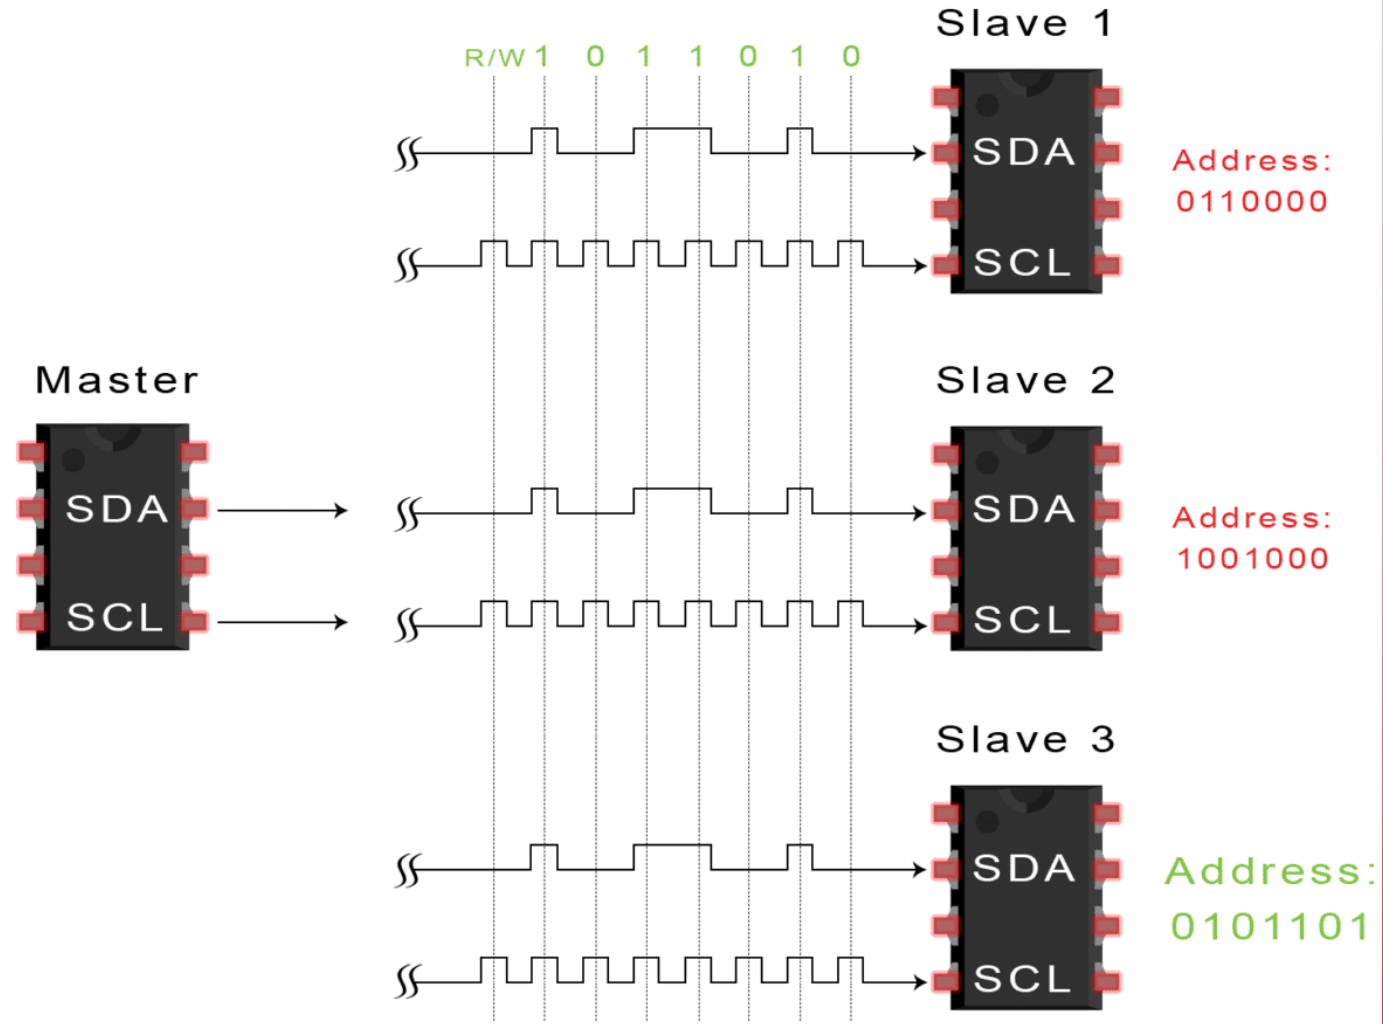 Slave 1
R/W 1 0 1 1 0 1 0
SDA
Address:
0110000
SCL
Master
SDA
SCL
Slave 2
SDA
Address:
1001000
SCL
Slave 3
SDA
Address:
0101101
SCL